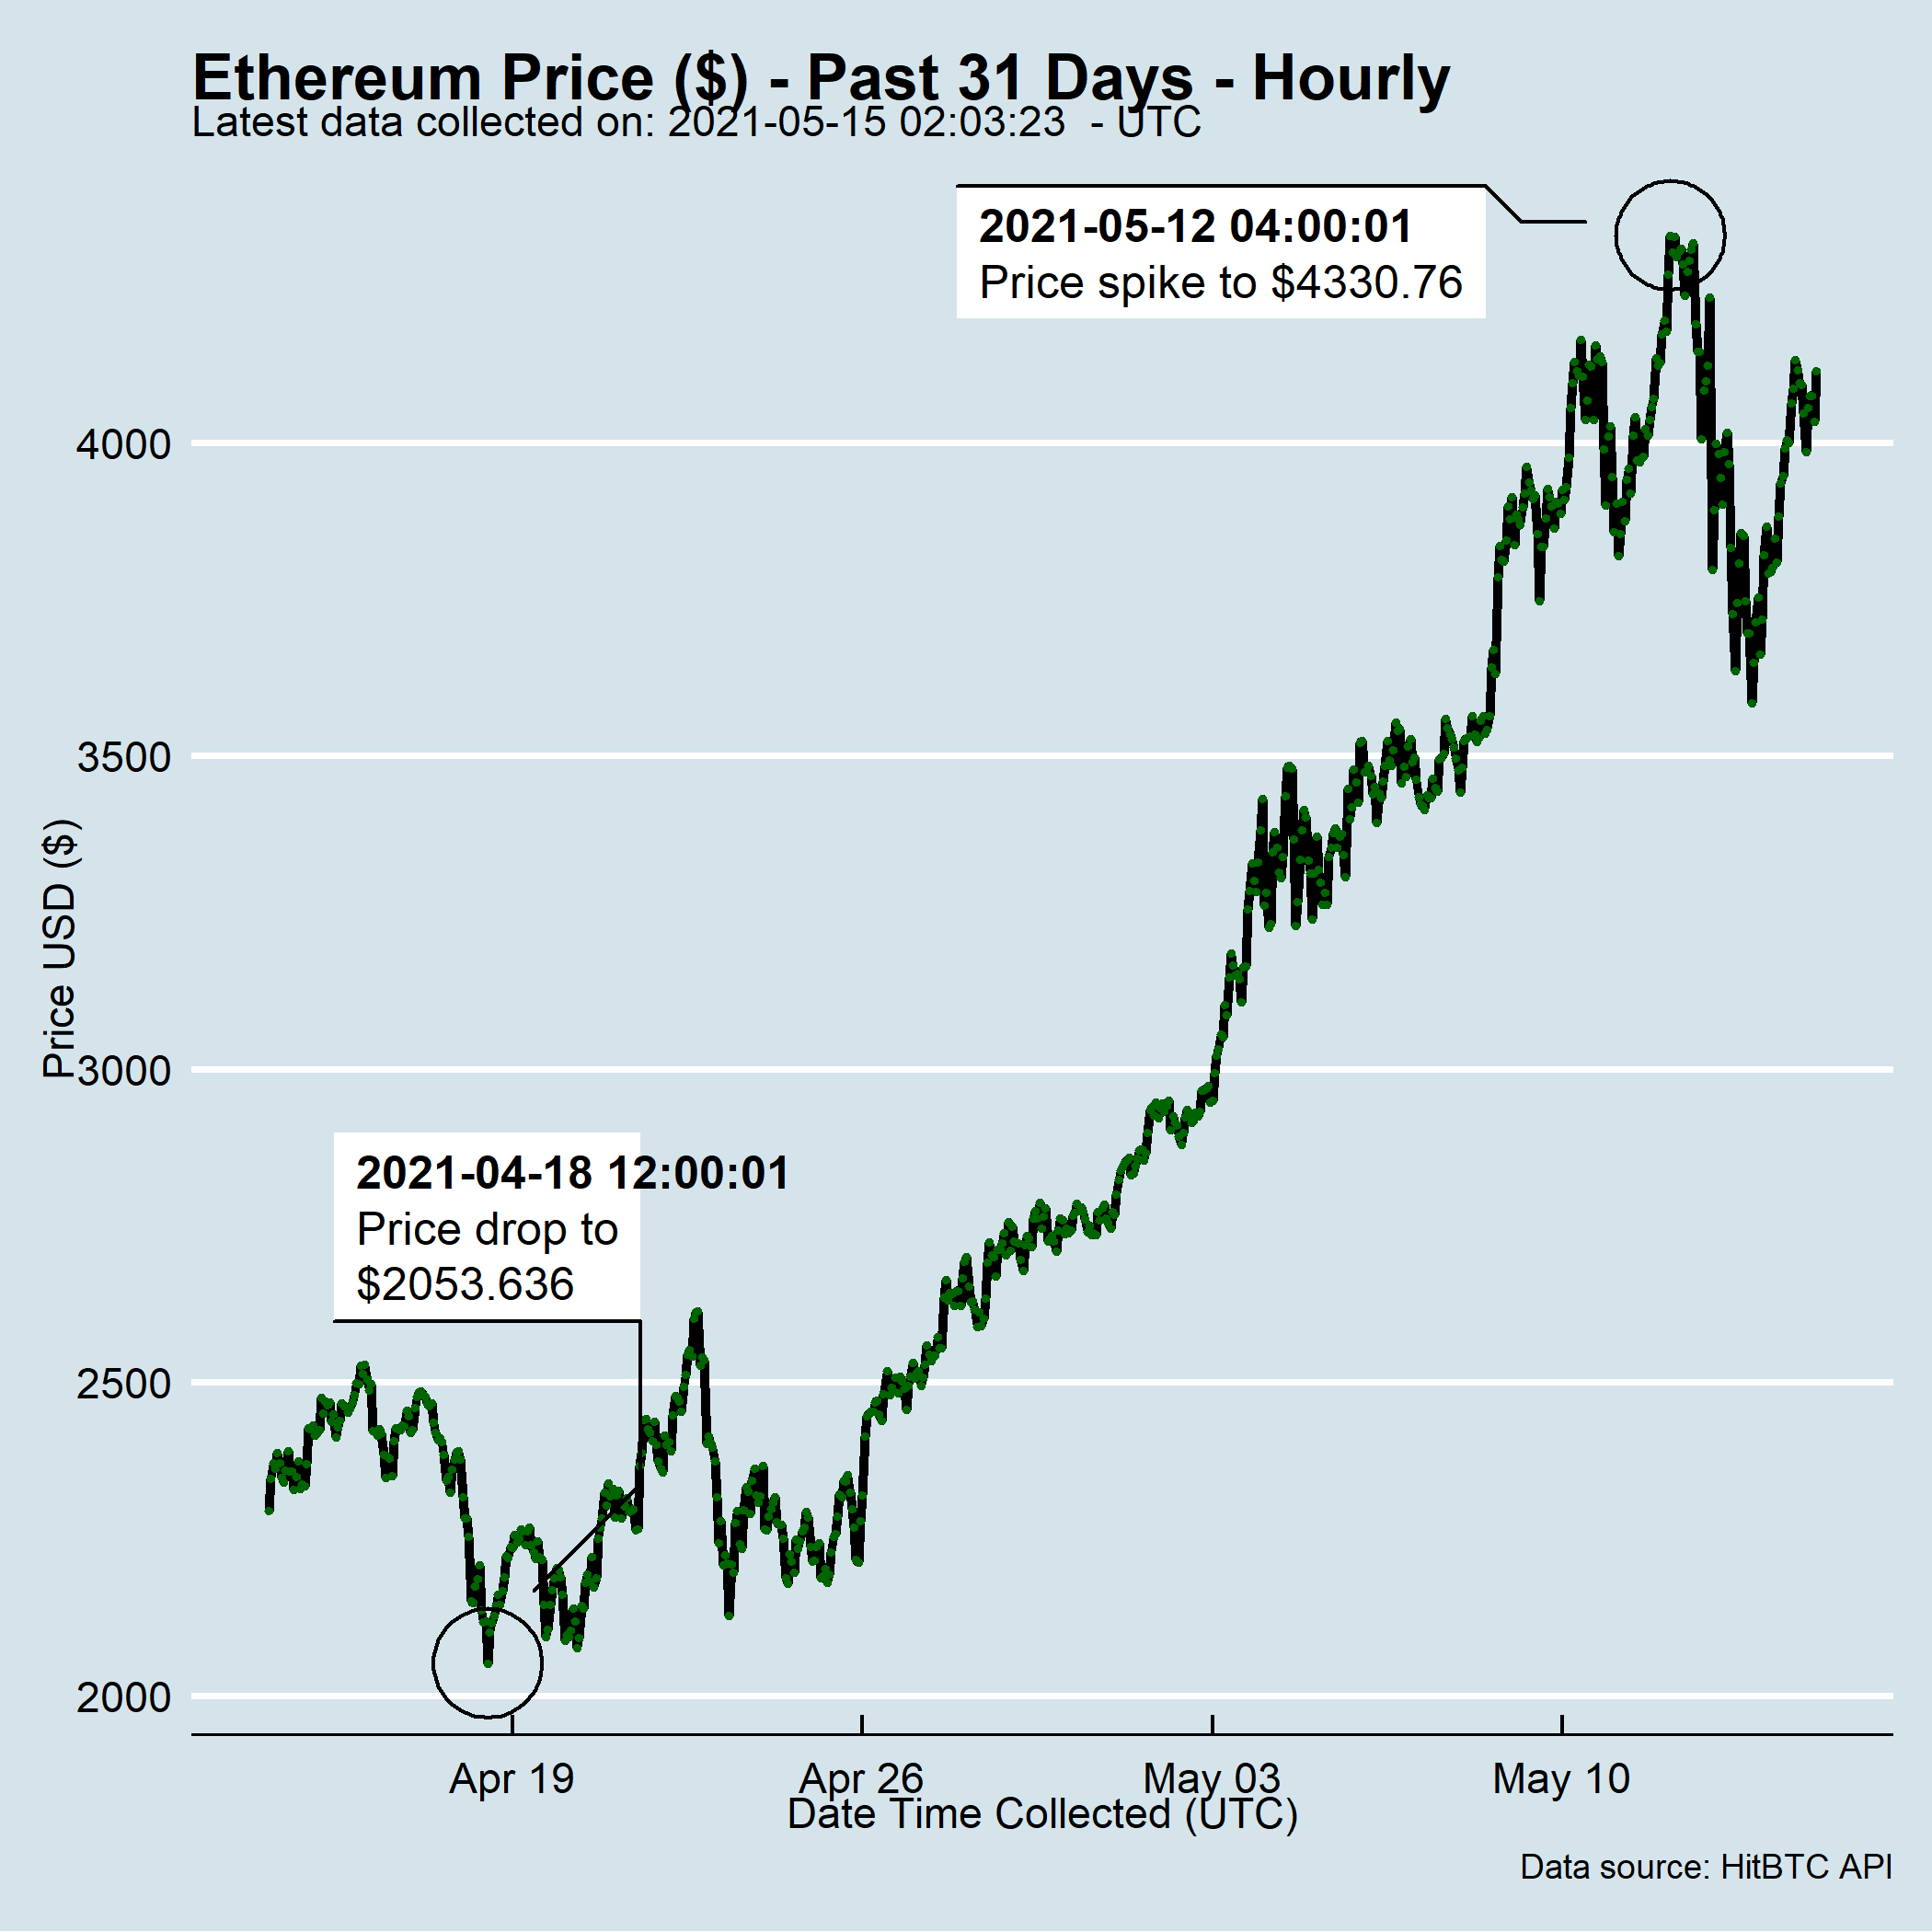 Ethereum Price ($) - Past 31 Days - Hourly
Latest data collected on: 2021-05-15 02:03:23  - UTC
2021-05-12 04:00:01
Price spike to $4330.76
4000
3500
Price USD ($)
3000
2021-04-18 12:00:01
Price drop to
$2053.636
2500
2000
Apr 19
Apr 26
May 03
May 10
Date Time Collected (UTC)
Data source: HitBTC API